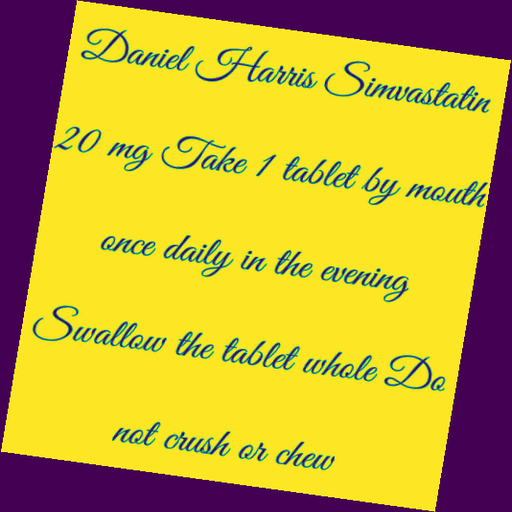 Daniel Harris Simvastatin
20 mg Take 1 tablet by mouth
once daily in the evening
Swallow the tablet whole Do
not crush or chew